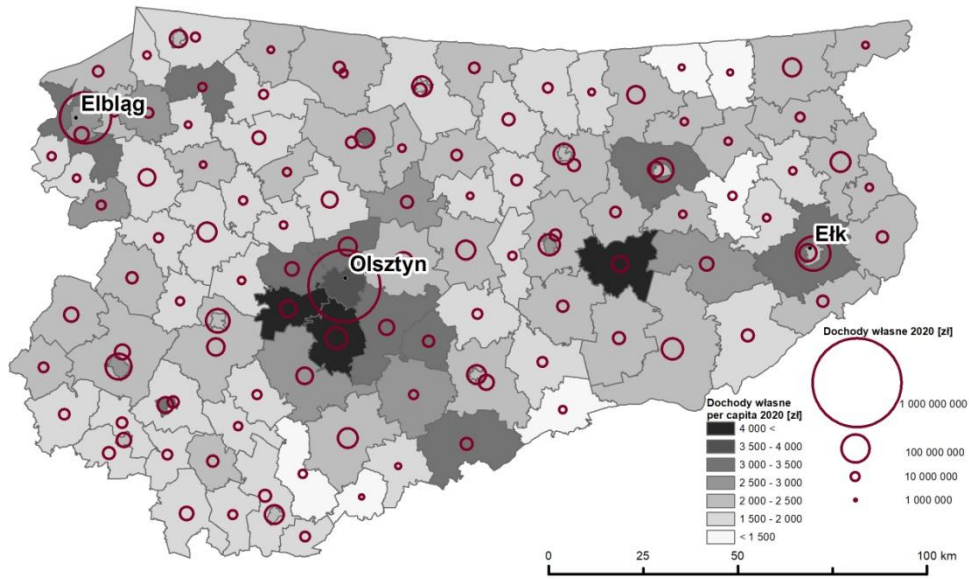 Elbląg
Olsztyn
Ełk
Dochody własne 2020 [zł]
1 000 000 000
100 000 000
10 000 000
1 000 000
Dochody własne
per capita 2020 [zł]
4 000 <
3 500 - 4 000
3 000 - 3 500
2 500 - 3 000
2 000 - 2 500
1 500 - 2 000
< 1 500
0 25 50 100 km